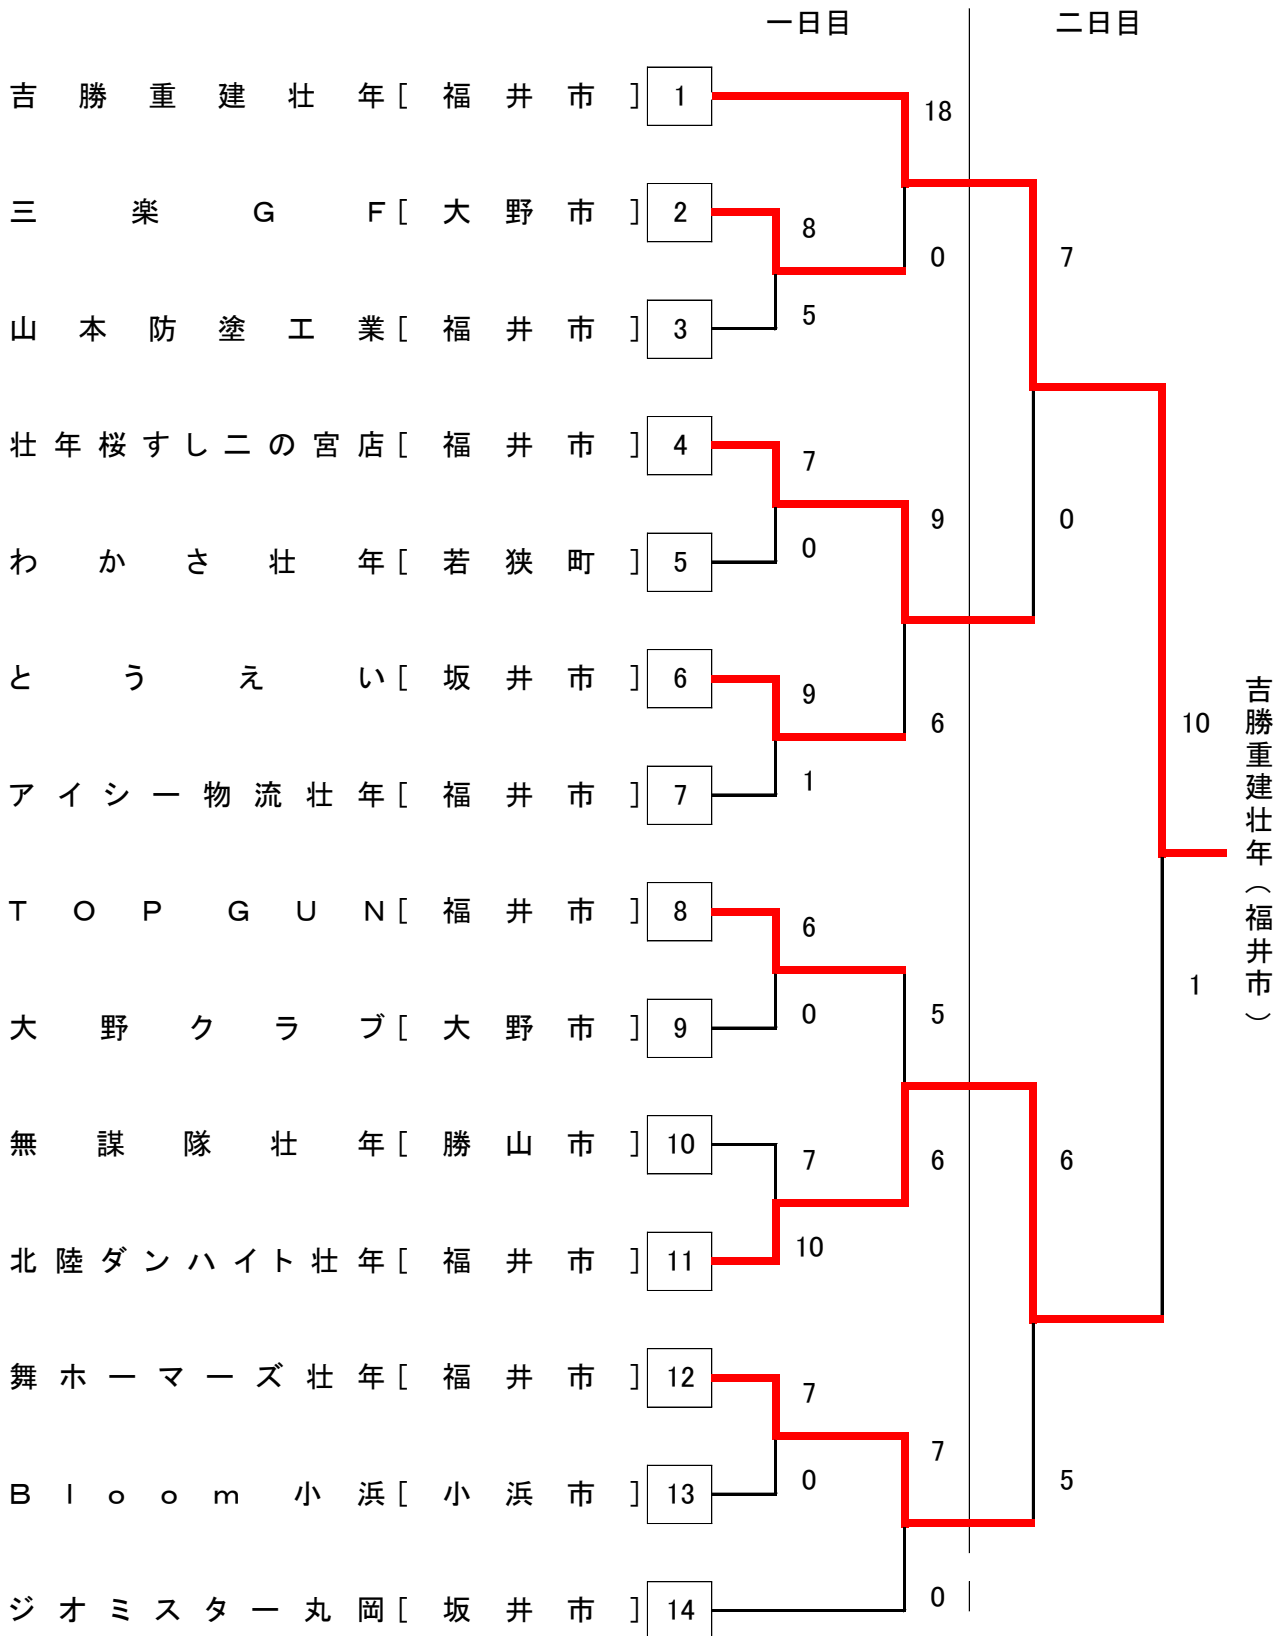 一日目 二日目
吉勝重建壮年[ 福井市 ] 1
18
三楽GF[ 大野市 ] 2
8
0
7
山本防塗工業[ 福井市 ] 3
5
壮年桜すし二の宮店[ 福井市 ] 4
7
9
0
わかさ壮年[ 若狭町 ] 5
0
とうえい[ 坂井市 ] 6
9
6
10
アイシー物流壮年[ 福井市 ] 7
1
吉勝重建壮年(福井市)
TOP GUN[ 福井市 ] 8
6
1
大野クラブ[ 大野市 ] 9
0
5
無謀隊壮年[ 勝山市 ] 10
7
6
6
北陸ダンハイト壮年[ 福井市 ] 11
10
舞ホーマーズ壮年[ 福井市 ] 12
7
7
Bloom小浜[ 小浜市 ] 13
0
5
ジオミスター丸岡[ 坂井市 ] 14
0